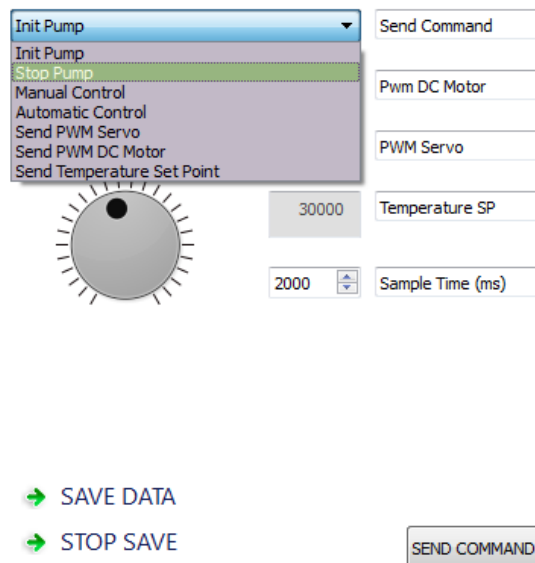 Init Pump Send Command
Init Pump
Stop Pump
Manual Control Pwm DC Motor
Automatic Control
Send PWM Servo PWM Servo
Send PWM DC Motor
Send Temperature Set Point
30000 Temperature SP
2000 Sample Time (ms)
SAVE DATA
STOP SAVE
SEND COMMAND